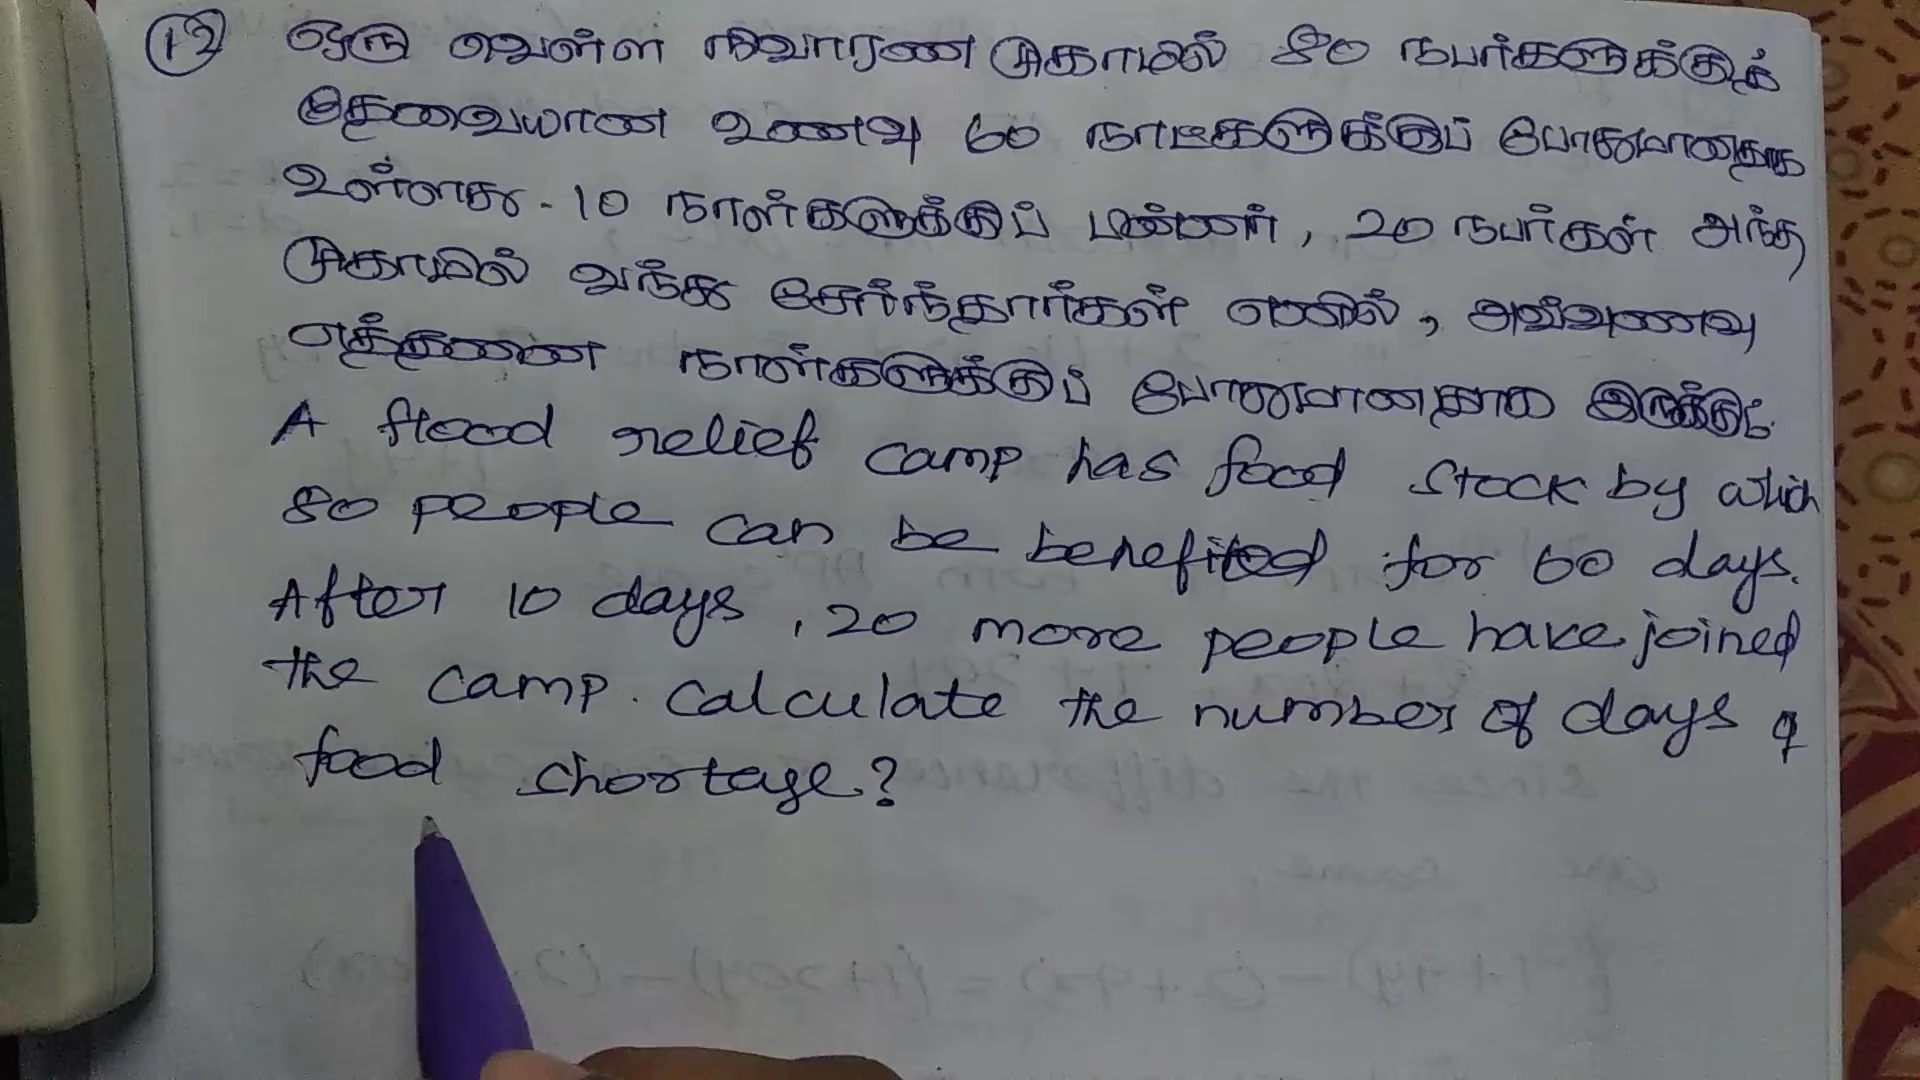 (12) ஒரு வெள்ள நிவாரண முகாமில் 80 நபர்களுக்குத்
தேவையான உணவு 60 நாட்களுக்குப் போதுமானதாக
உள்ளது. 10 நாள்களுக்குப் பின்னர், 20 நபர்கள் அந்த
முகாமில் வந்து சேர்ந்தார்கள் எனில், அவ்வுணவு
எத்தனை நாள்களுக்குப் போதுமானதாக இருக்கும்.
A flood relief camp has food stock by which
80 people can be benefited for 60 days.
After 10 days, 20 more people have joined
the camp. calculate the number of days of
food shortage?